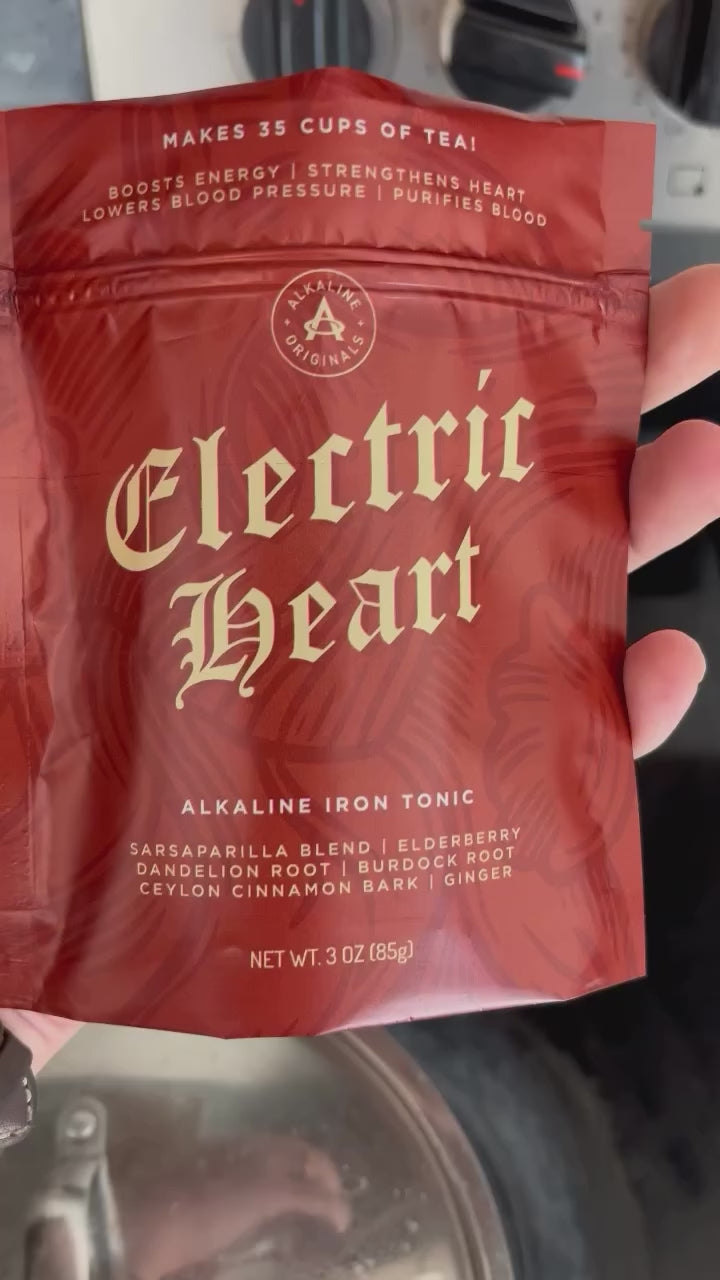 MAKES 35 CUPS OF TEA!
BOOSTS ENERGY | STRENGTHENS HEART
LOWERS BLOOD PRESSURE | PURIFIES BLOOD
ALKALINE
A
ORIGINALS
Electric
Heart
ALKALINE IRON TONIC
SARSAPARILLA BLEND | ELDERBERRY
DANDELION ROOT | BURDOCK ROOT
CEYLON CINNAMON BARK | GINGER
NET WT. 3 OZ (85g)